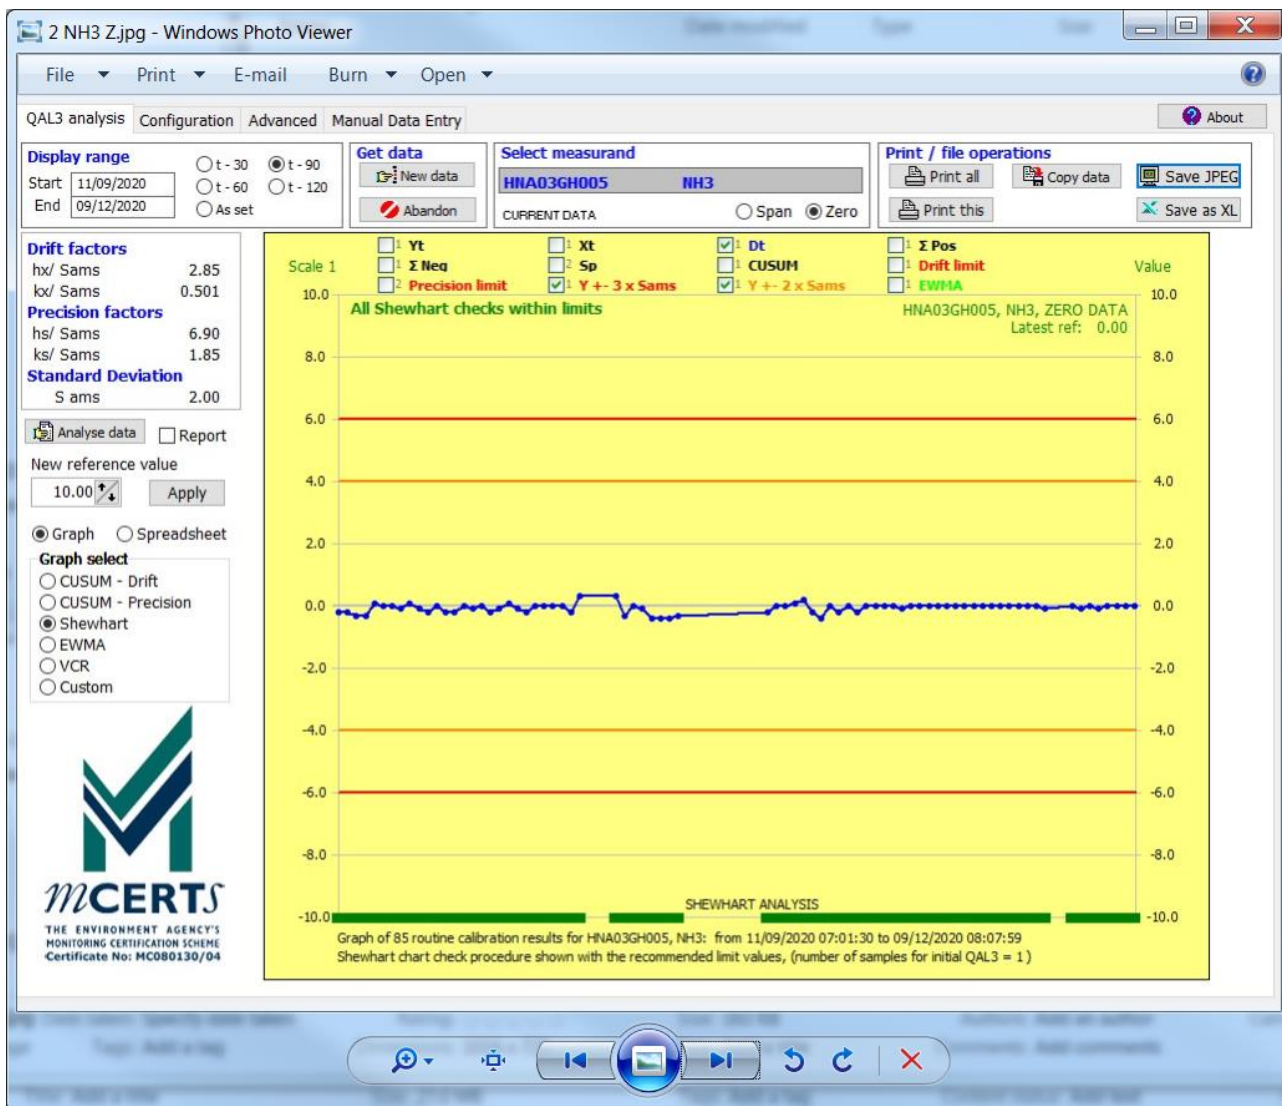 2 NH3 Z.jpg - Windows Photo Viewer
File Print E-mail Burn Open
QAL3 analysis Configuration Advanced Manual Data Entry About
Display range
t - 30 t - 90
Start 11/09/2020 t - 60 t - 120
End 09/12/2020 As set
Get data
New data
Abandon
Select measurand
HNA03GH005 NH3
CURRENT DATA Span Zero
Print / file operations
Print all Copy data Save JPEG
Print this Save as XL
Drift factors
hx/ Sams 2.85
kx/ Sams 0.501
Precision factors
hs/ Sams 6.90
ks/ Sams 1.85
Standard Deviation
S ams 2.00
Analyse data Report
New reference value
10.00 Apply
Graph Spreadsheet
Graph select
CUSUM - Drift
CUSUM - Precision
Shewhart
EWMA
VCR
Custom
mCERTS
THE ENVIRONMENT AGENCY'S
MONITORING CERTIFICATION SCHEME
Certificate No: MC080130/04
1 Yt 1 Xt 1 Dt 1 Σ Pos
Scale 1 1 Σ Neg 2 Sp 1 CUSUM 1 Drift limit Value
2 Precision limit 1 Y +- 3 x Sams 1 Y +- 2 x Sams 1 EWMA
10.0 10.0
All Shewhart checks within limits HNA03GH005, NH3, ZERO DATA
Latest ref: 0.00
8.0 8.0
6.0 6.0
4.0 4.0
2.0 2.0
0.0 0.0
-2.0 -2.0
-4.0 -4.0
-6.0 -6.0
-8.0 -8.0
SHEWHART ANALYSIS
-10.0 -10.0
Graph of 85 routine calibration results for HNA03GH005, NH3: from 11/09/2020 07:01:30 to 09/12/2020 08:07:59
Shewhart chart check procedure shown with the recommended limit values, (number of samples for initial QAL3 = 1 )